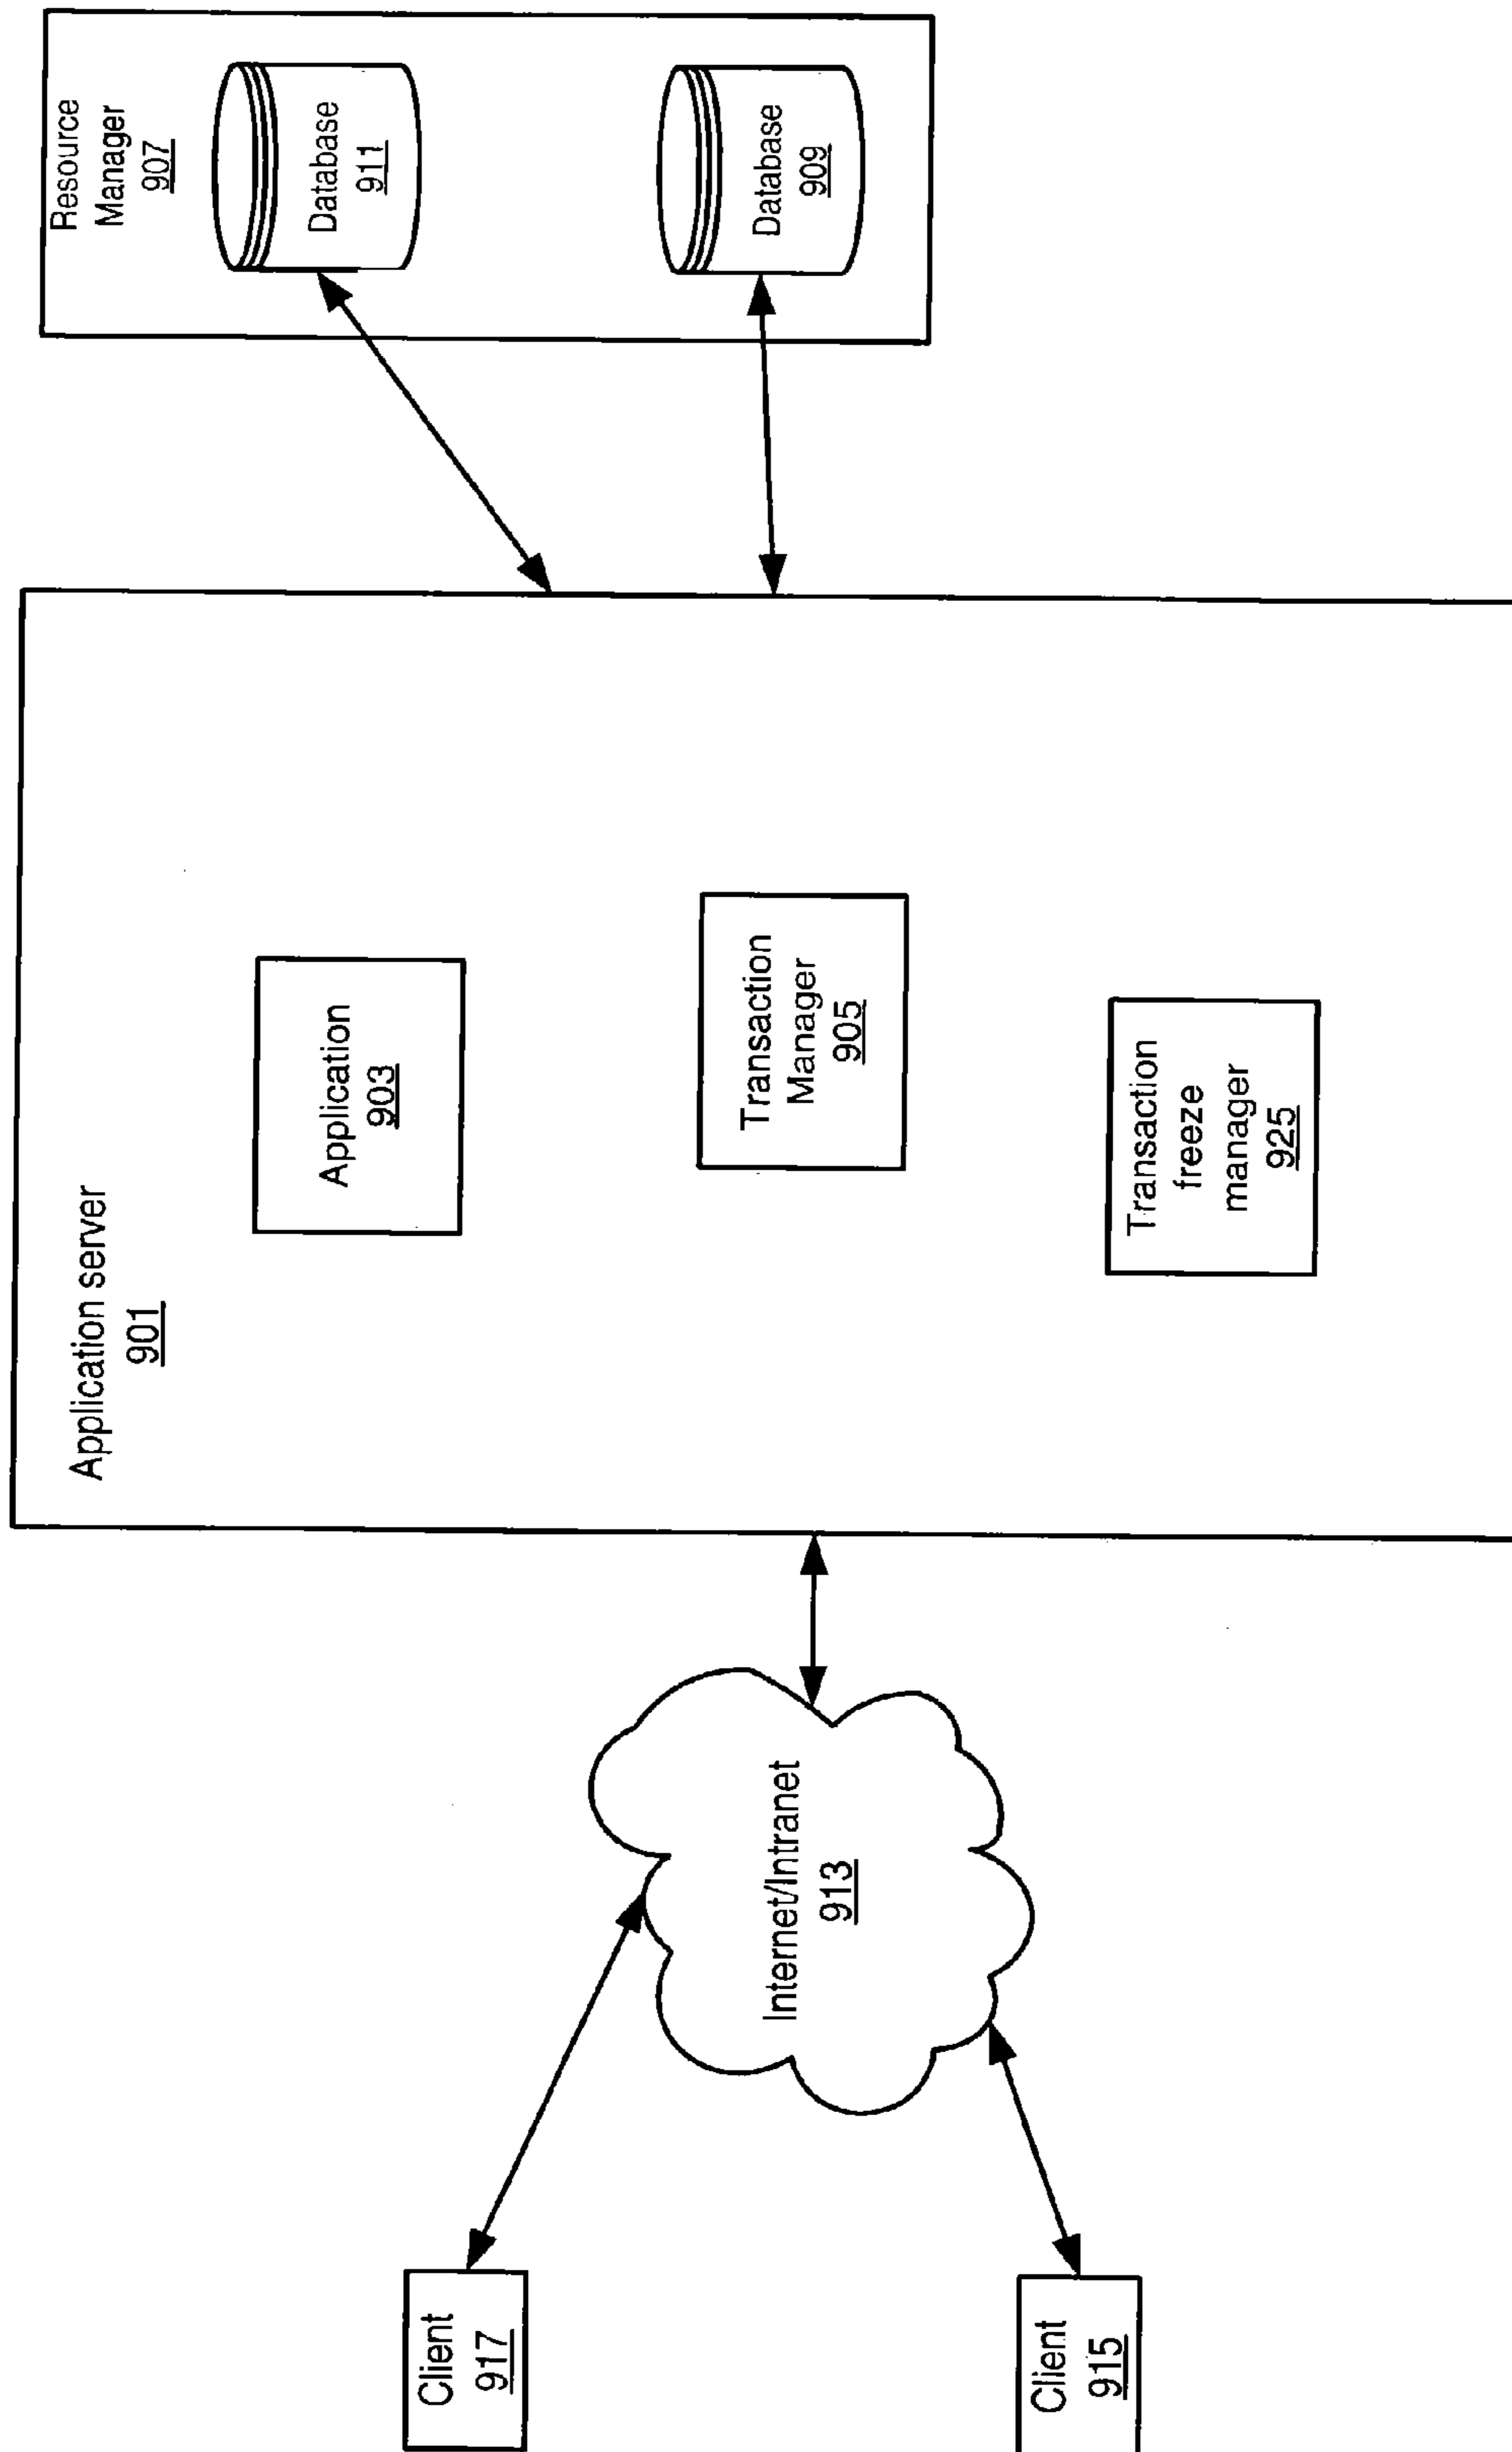 Client
917
Client
915
Internet/Intranet
913
Application server
901
Application
903
Transaction
Manager
905
Transaction
freeze
manager
925
Resource
Manager
907
Database
911
Database
909